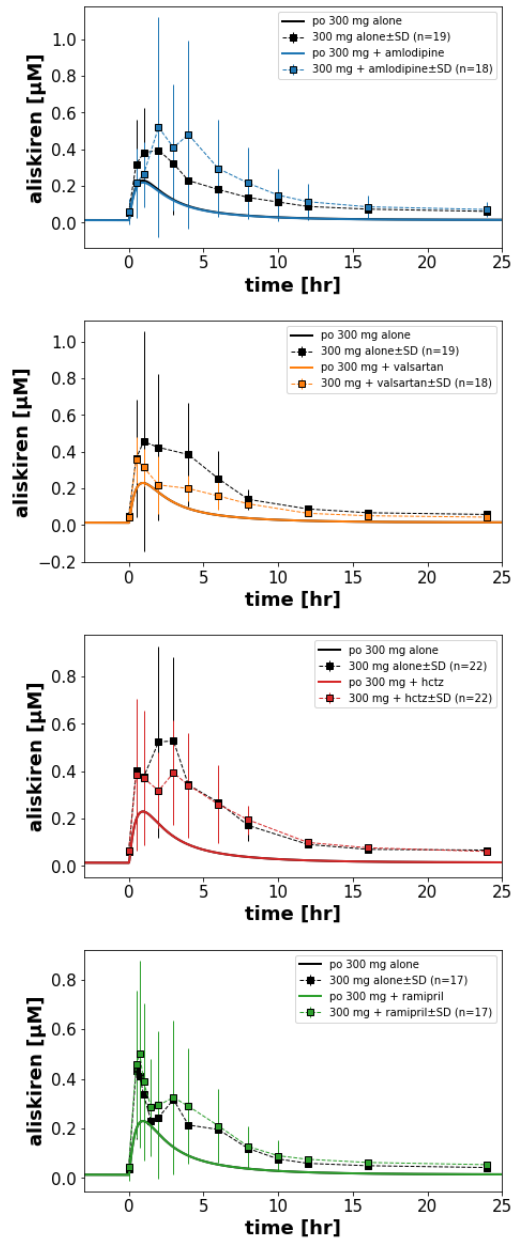 po 300 mg alone
300 mg alone±SD (n=19)
po 300 mg + amlodipine
300 mg + amlodipine±SD (n=18)
aliskiren [µM]
1.0
0.8
0.6
0.4
0.2
0.0
0 5 10 15 20 25
time [hr]
po 300 mg alone
300 mg alone±SD (n=19)
po 300 mg + valsartan
300 mg + valsartan±SD (n=18)
aliskiren [µM]
1.0
0.8
0.6
0.4
0.2
0.0
−0.2
0 5 10 15 20 25
time [hr]
po 300 mg alone
300 mg alone±SD (n=22)
po 300 mg + hctz
300 mg + hctz±SD (n=22)
aliskiren [µM]
0.8
0.6
0.4
0.2
0.0
0 5 10 15 20 25
time [hr]
po 300 mg alone
300 mg alone±SD (n=17)
po 300 mg + ramipril
300 mg + ramipril±SD (n=17)
aliskiren [µM]
0.8
0.6
0.4
0.2
0.0
0 5 10 15 20 25
time [hr]